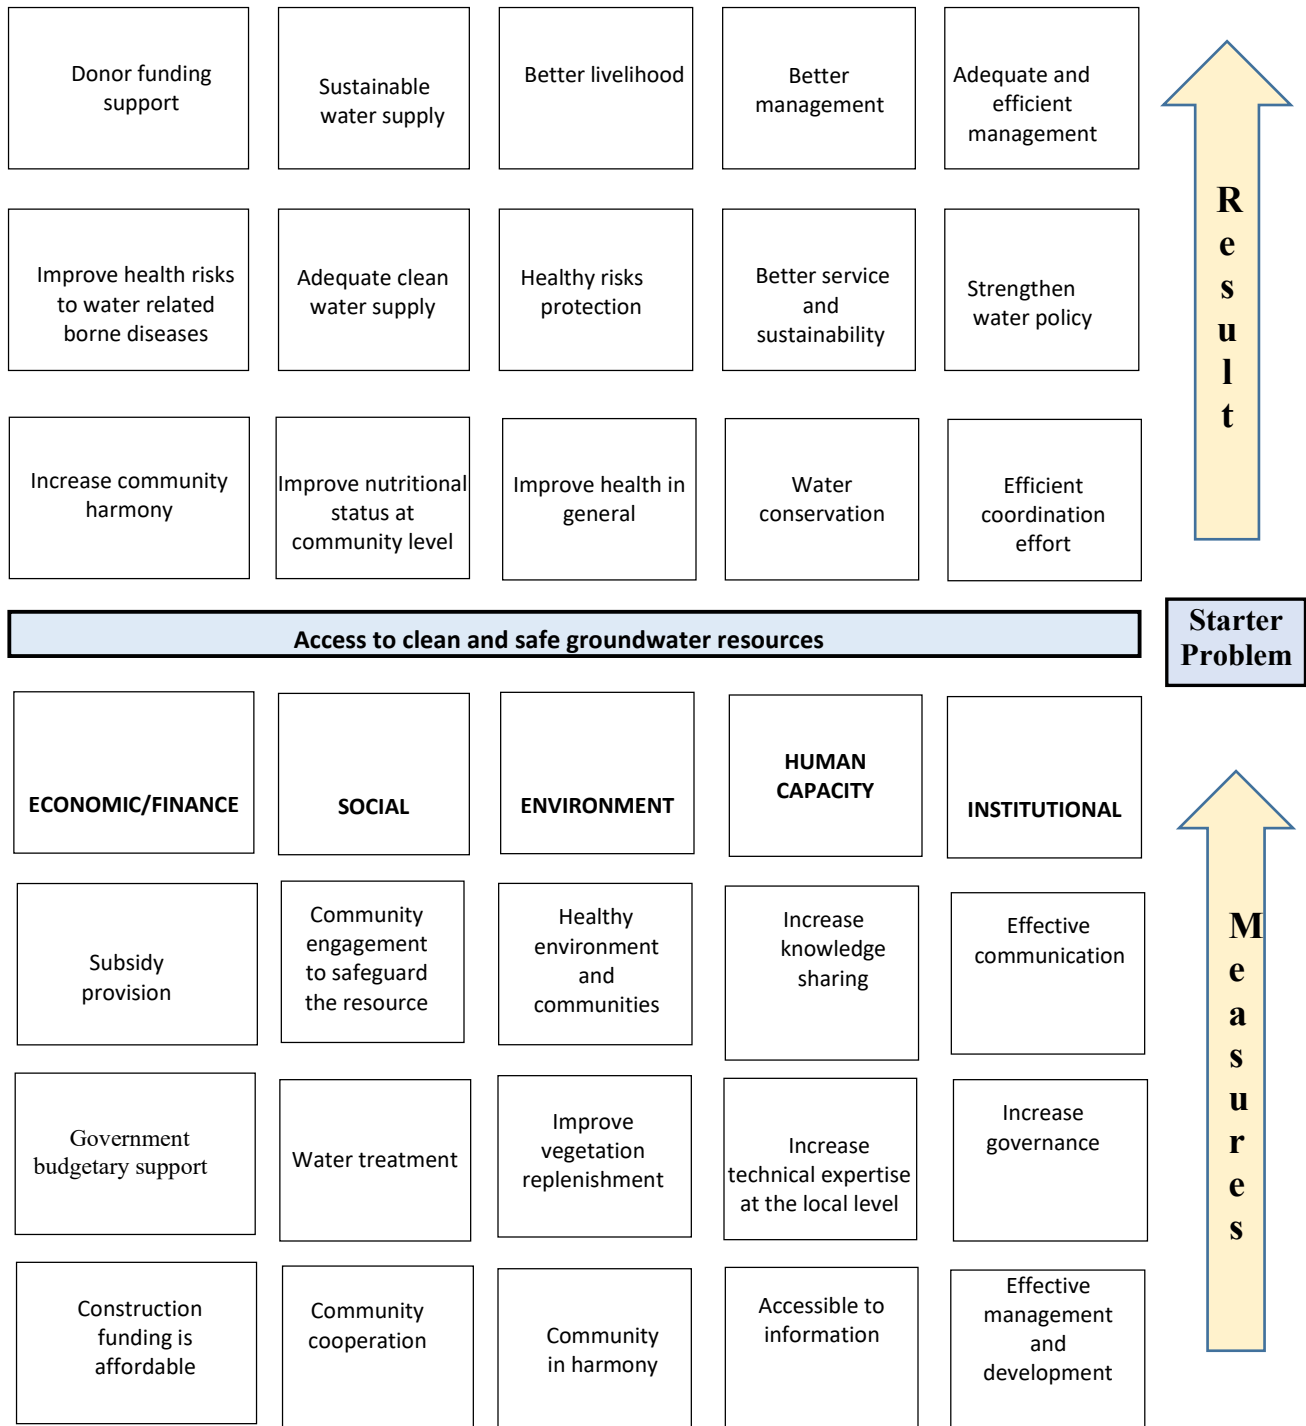 Donor funding
support
Sustainable
water supply
Better livelihood
Better
management
Adequate and
efficient
management
Improve health risks
to water related
borne diseases
Adequate clean
water supply
Healthy risks
protection
Better service
and
sustainability
Strengthen
water policy
Result
Increase community
harmony
Improve nutritional
status at
community level
Improve health in
general
Water
conservation
Efficient
coordination
effort
Access to clean and safe groundwater resources
Starter
Problem
ECONOMIC/FINANCE
SOCIAL
ENVIRONMENT
HUMAN
CAPACITY
INSTITUTIONAL
Subsidy
provision
Community
engagement
to safeguard
the resource
Healthy
environment
and
communities
Increase
knowledge
sharing
Effective
communication
Measures
Government
budgetary support
Water treatment
Improve
vegetation
replenishment
Increase
technical expertise
at the local level
Increase
governance
Construction
funding is
affordable
Community
cooperation
Community
in harmony
Accessible to
information
Effective
management
and
development